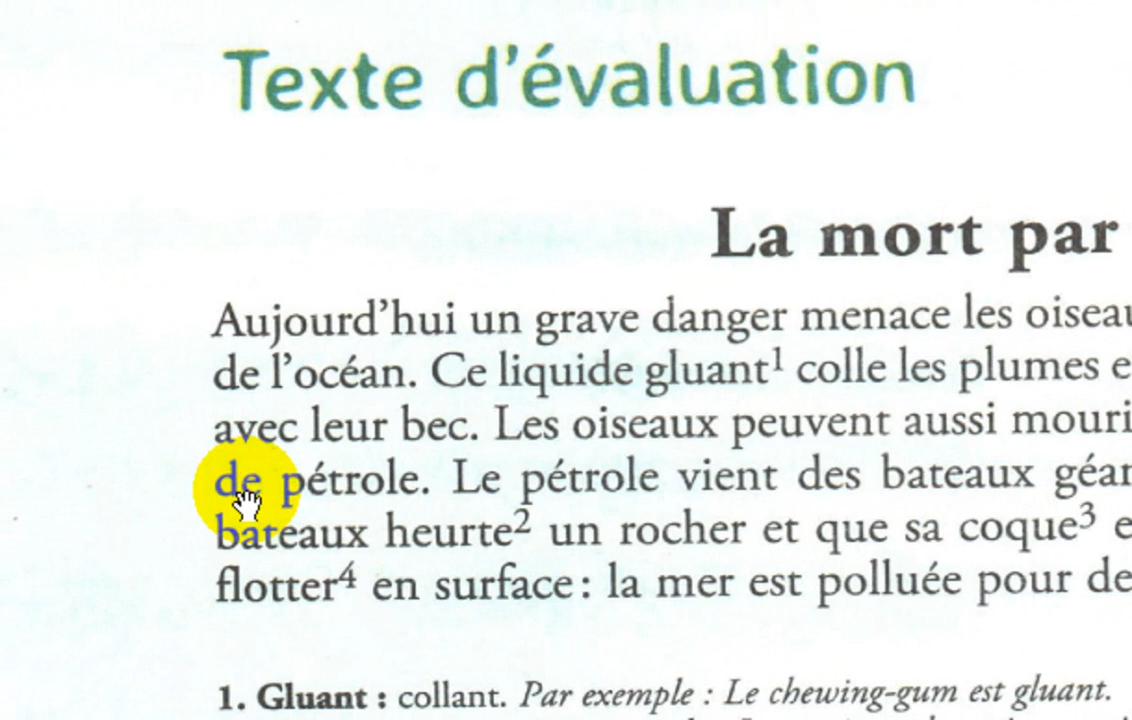 Texte d'évaluation
La mort par
Aujourd'hui un grave danger menace les oiseau
de l'océan. Ce liquide gluant¹ colle les plumes e
avec leur bec. Les oiseaux peuvent aussi mouri
de pétrole. Le pétrole vient des bateaux géan
bateaux heurte² un rocher et que sa coque³ e
flotter⁴ en surface : la mer est polluée pour de
1. Gluant : collant. Par exemple : Le chewing-gum est gluant.